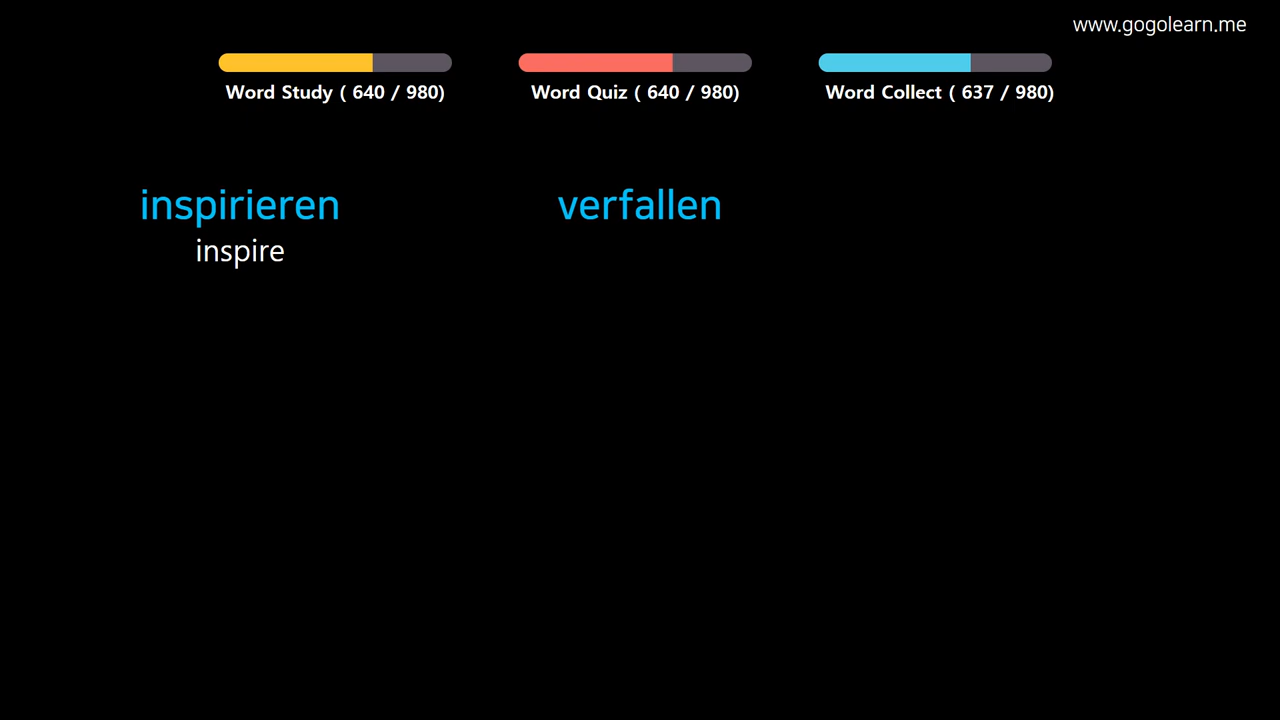 www.gogolearn.me
Word Study ( 640 / 980)
Word Quiz ( 640 / 980)
Word Collect ( 637 / 980)
inspirieren
inspire
verfallen